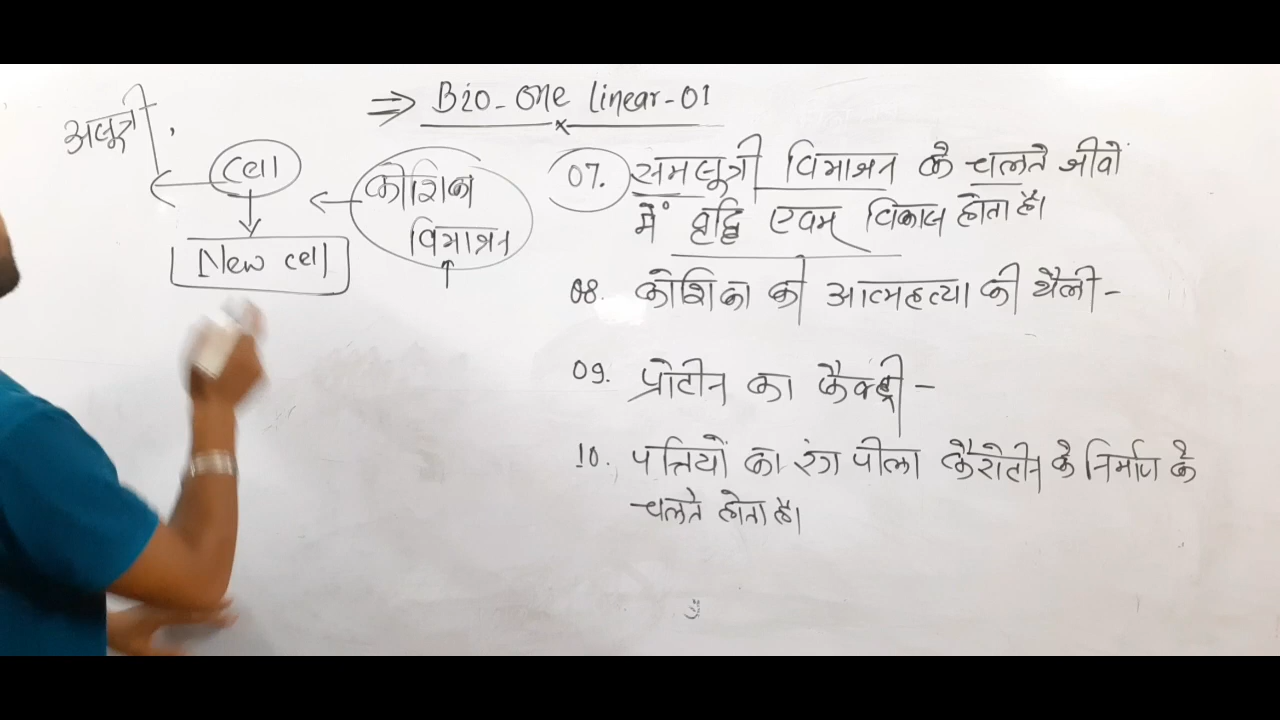 ⇒ Bio-One linear-01
असूत्री
cell
New cell
कोशिका
विभाजन
07. समसूत्री विभाजन के चलते जीवों
में वृद्धि एवम् विकास होता है।
08. कोशिका की आत्महत्या की थैली-
09. प्रोटीन का फैक्ट्री-
10. पत्तियों का रंग पीला कैरोटीन के निर्माण के
चलते होता है।